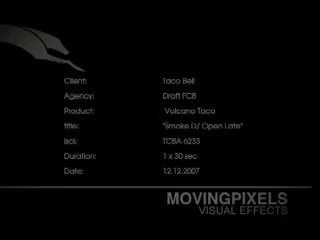 Client: Taco Bell
Agency: Draft FCB
Product: Volcano Taco
title: "Smoke D/ Open Late"
isci: TCBA 6233
Duration: 1 x 30 sec
Date: 12.12.2007
MOVINGPIXELS
VISUAL EFFECTS